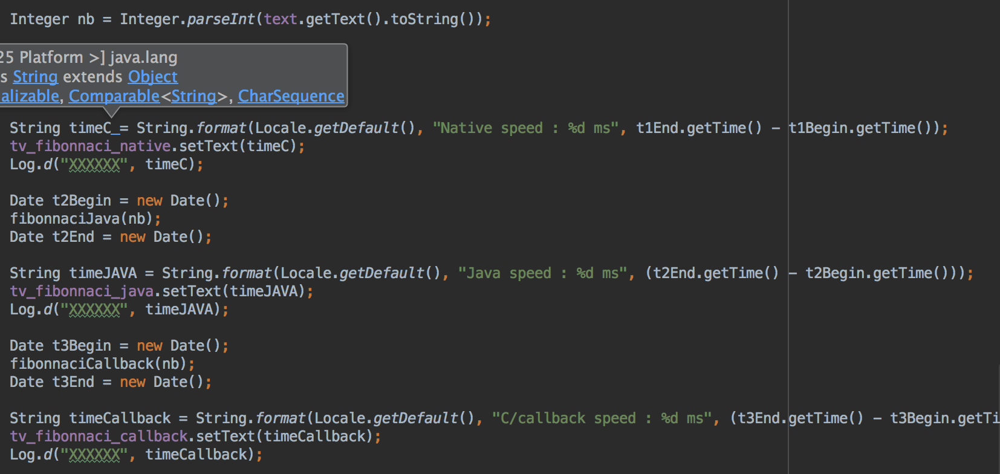 Integer nb = Integer.parseInt(text.getText().toString());
25 Platform >] java.lang
s String extends Object
alizable, Comparable<String>, CharSequence
String timeC = String.format(Locale.getDefault(), "Native speed : %d ms", t1End.getTime() - t1Begin.getTime());
tv_fibonnaci_native.setText(timeC);
Log.d("XXXXXX", timeC);
Date t2Begin = new Date();
fibonnaciJava(nb);
Date t2End = new Date();
String timeJAVA = String.format(Locale.getDefault(), "Java speed : %d ms", (t2End.getTime() - t2Begin.getTime()));
tv_fibonnaci_java.setText(timeJAVA);
Log.d("XXXXXX", timeJAVA);
Date t3Begin = new Date();
fibonnaciCallback(nb);
Date t3End = new Date();
String timeCallback = String.format(Locale.getDefault(), "C/callback speed : %d ms", (t3End.getTime() - t3Begin.getTi
tv_fibonnaci_callback.setText(timeCallback);
Log.d("XXXXXX", timeCallback);